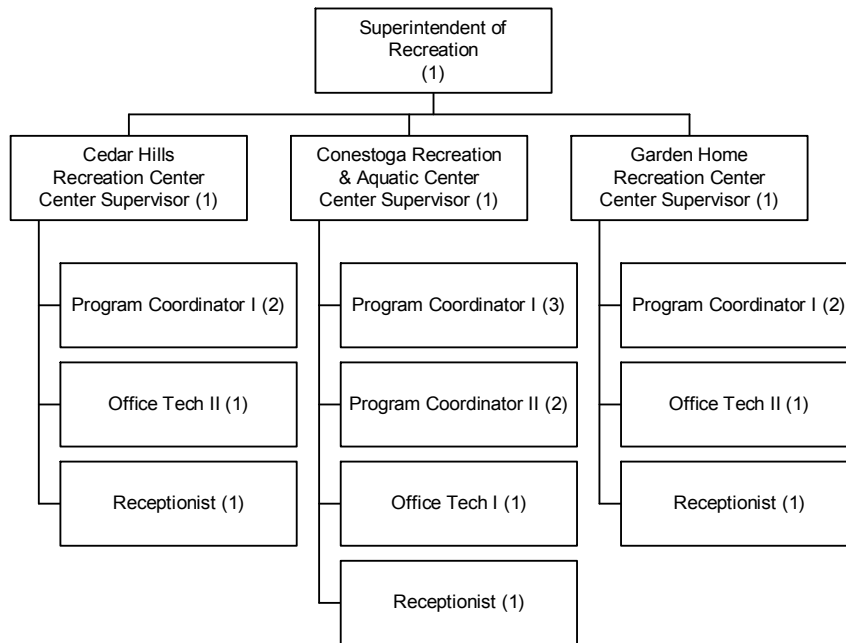 Superintendent of
Recreation
(1)
Cedar Hills
Recreation Center
Center Supervisor (1)
Program Coordinator I (2)
Office Tech II (1)
Receptionist (1)
Conestoga Recreation
& Aquatic Center
Center Supervisor (1)
Program Coordinator I (3)
Program Coordinator II (2)
Office Tech I (1)
Receptionist (1)
Garden Home
Recreation Center
Center Supervisor (1)
Program Coordinator I (2)
Office Tech II (1)
Receptionist (1)